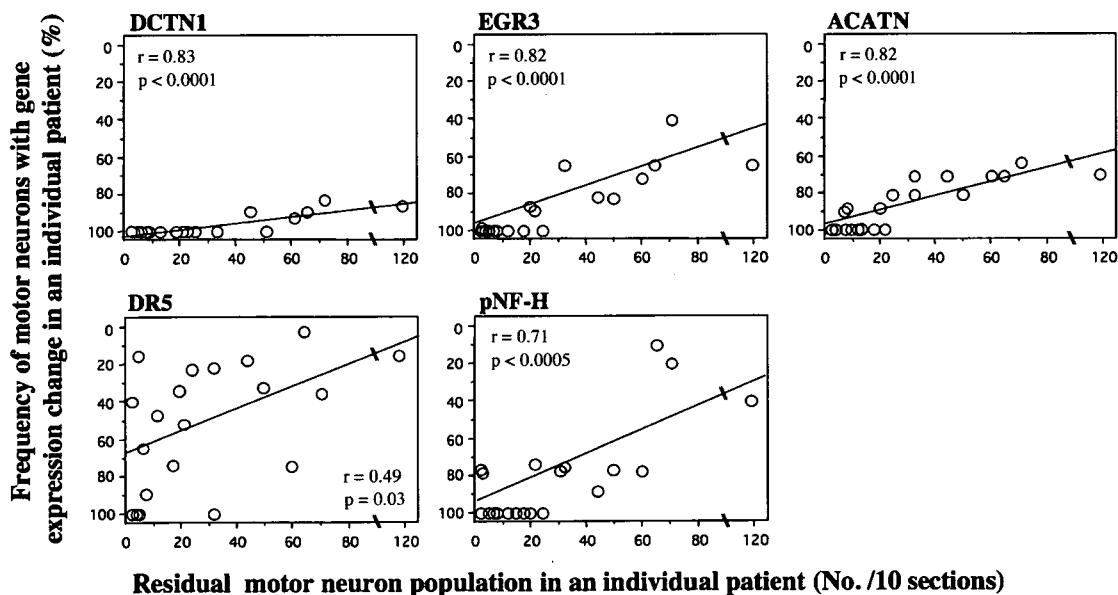 Frequency of motor neurons with gene
expression change in an individual patient (%)
DCTN1
r = 0.83
p < 0.0001
0
20
40
60
80
100
0 20 40 60 80 120
EGR3
r = 0.82
p < 0.0001
0
20
40
60
80
100
0 20 40 60 80 120
ACATN
r = 0.82
p < 0.0001
0
20
40
60
80
100
0 20 40 60 80 120
DR5
r = 0.49
p = 0.03
0
20
40
60
80
100
0 20 40 60 80 120
pNF-H
r = 0.71
p < 0.0005
0
20
40
60
80
100
0 20 40 60 80 120
Residual motor neuron population in an individual patient (No. /10 sections)